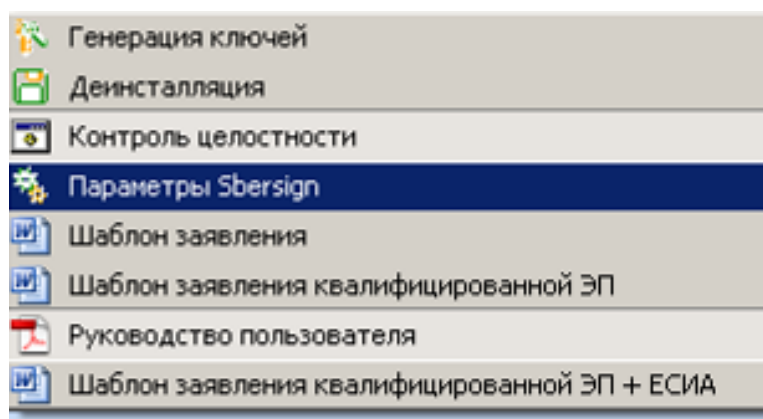 Генерация ключей
Деинсталляция
Контроль целостности
Параметры Sbersign
Шаблон заявления
Шаблон заявления квалифицированной ЭП
Руководство пользователя
Шаблон заявления квалифицированной ЭП + ЕСИА